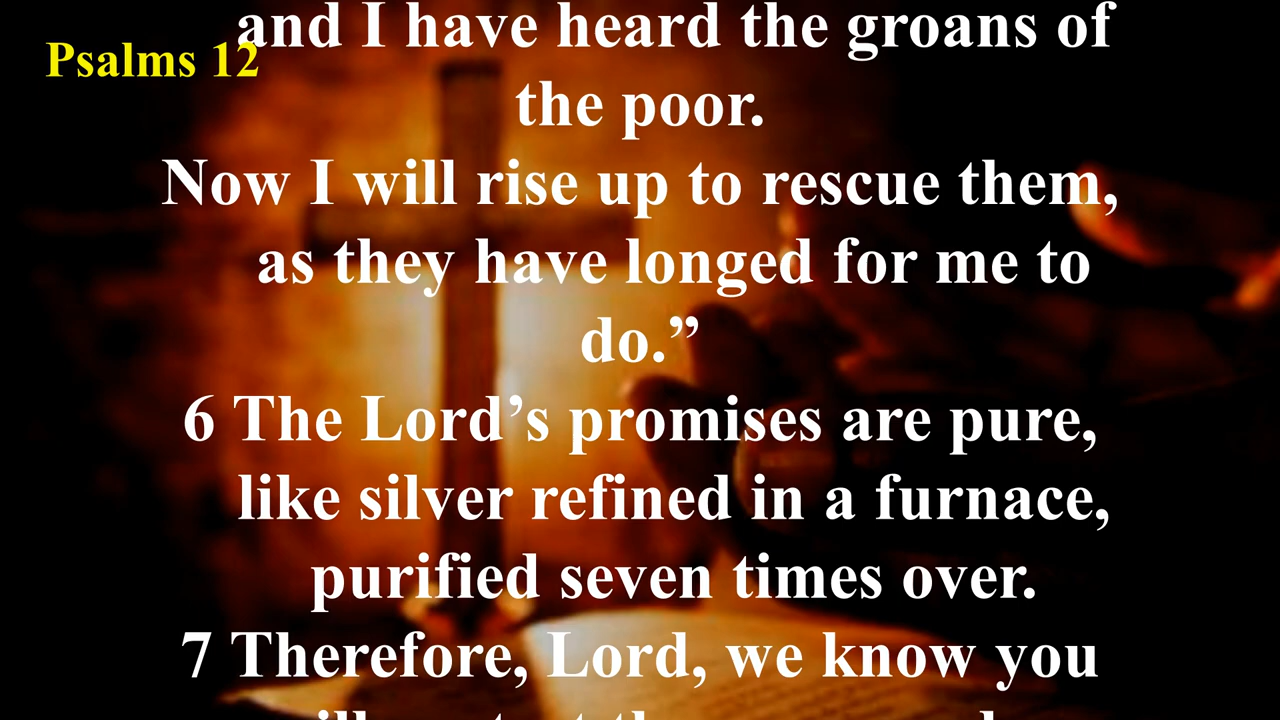 Psalms 12
and I have heard the groans of
the poor.
Now I will rise up to rescue them,
as they have longed for me to
do.”
6 The Lord’s promises are pure,
like silver refined in a furnace,
purified seven times over.
7 Therefore, Lord, we know you